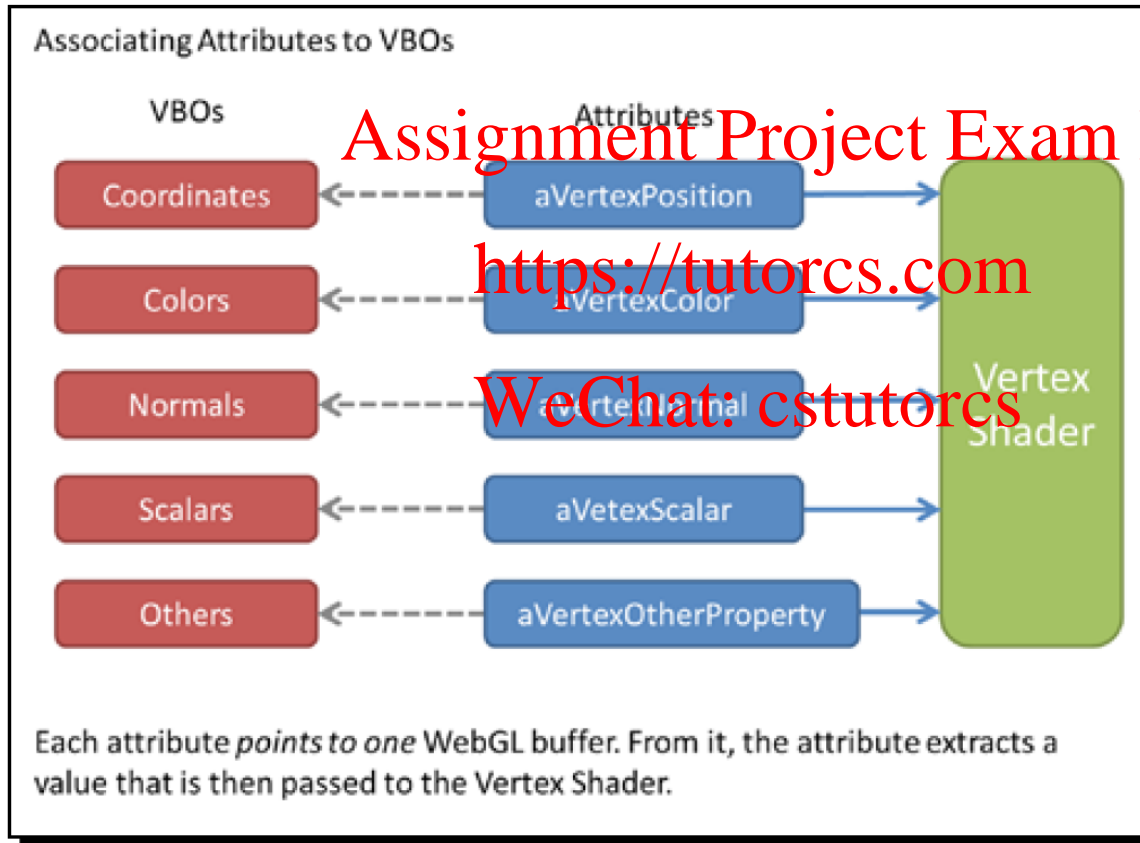 Associating Attributes to VBOs
VBOs
Attributes
Assignment Project Exam
Coordinates
aVertexPosition
https://tutorcs.com
Colors
aVertexColor
Vertex
Shader
WeChat: cstutorcs
Normals
aVertexNormal
Scalars
aVetexScalar
Others
aVertexOtherProperty
Each attribute points to one WebGL buffer. From it, the attribute extracts a
value that is then passed to the Vertex Shader.